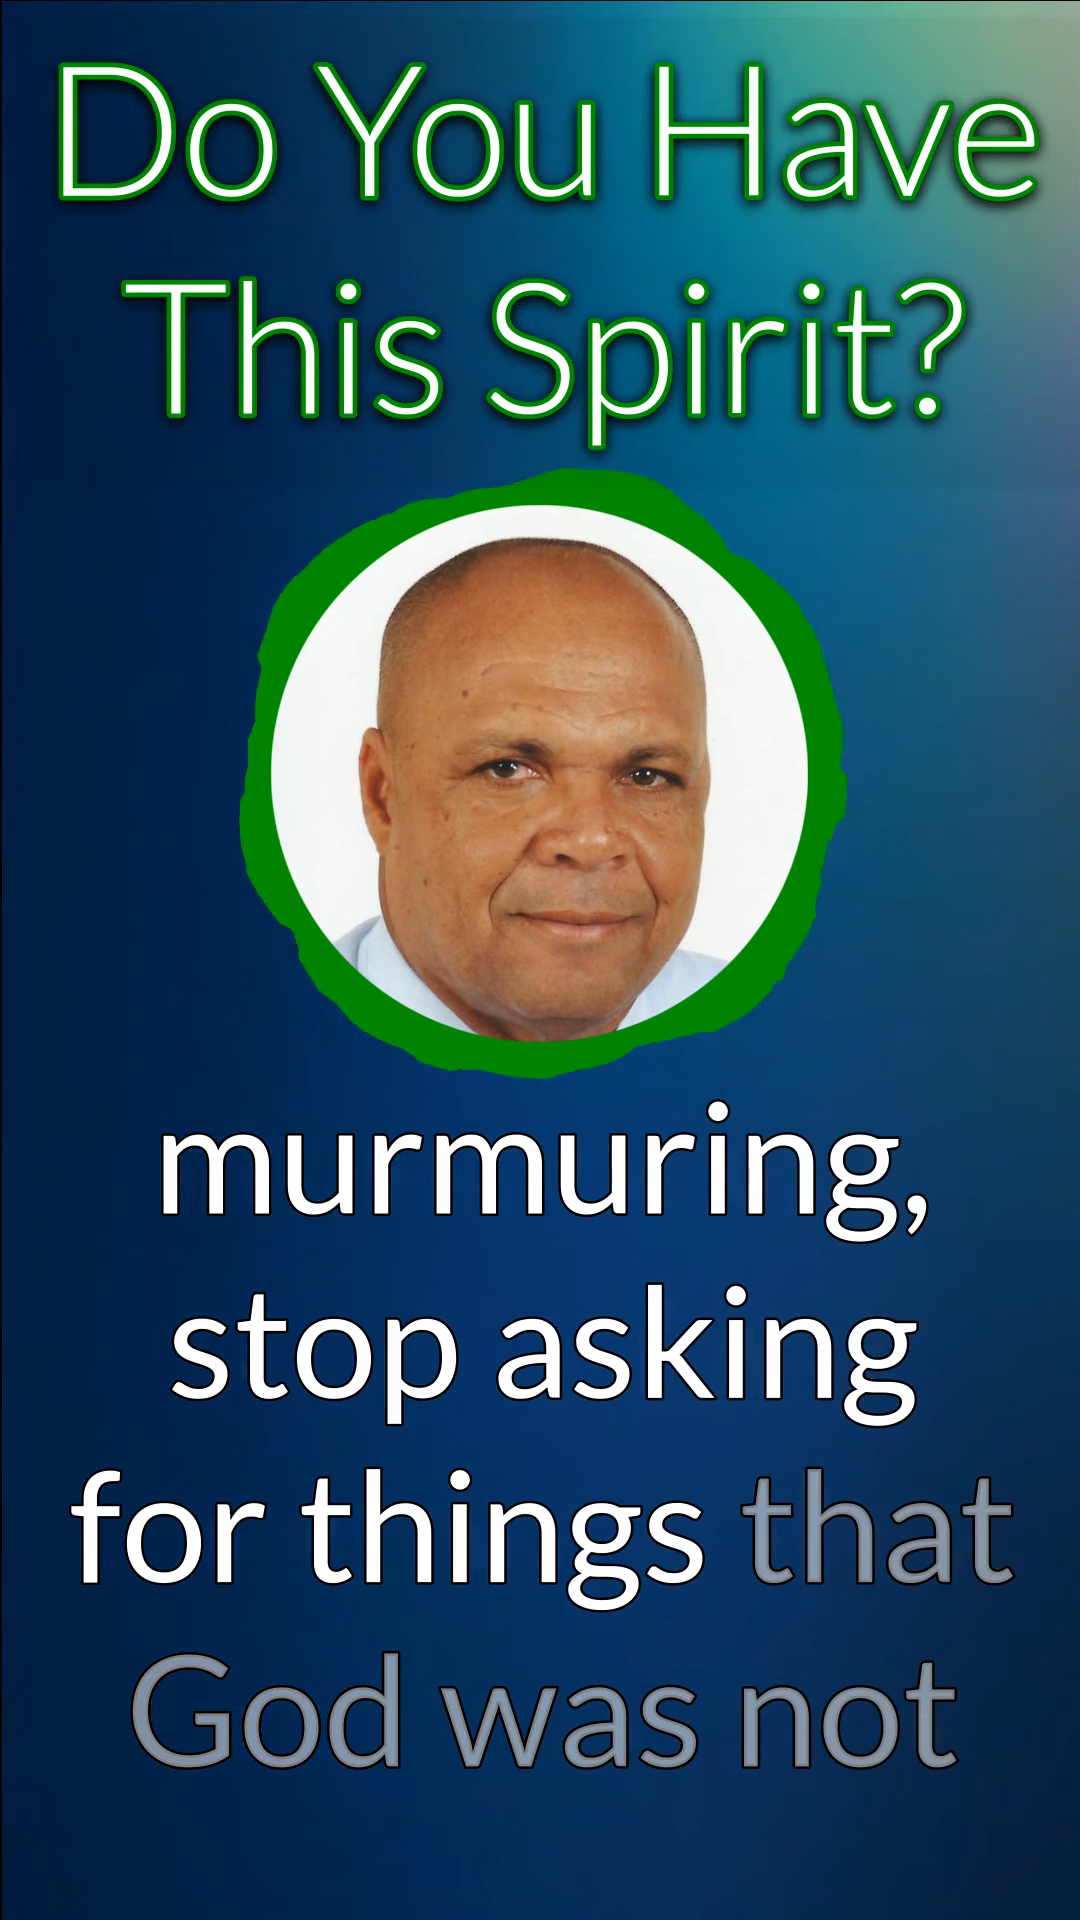 Do You Have
This Spirit?
murmuring,
stop asking
for things that
God was not